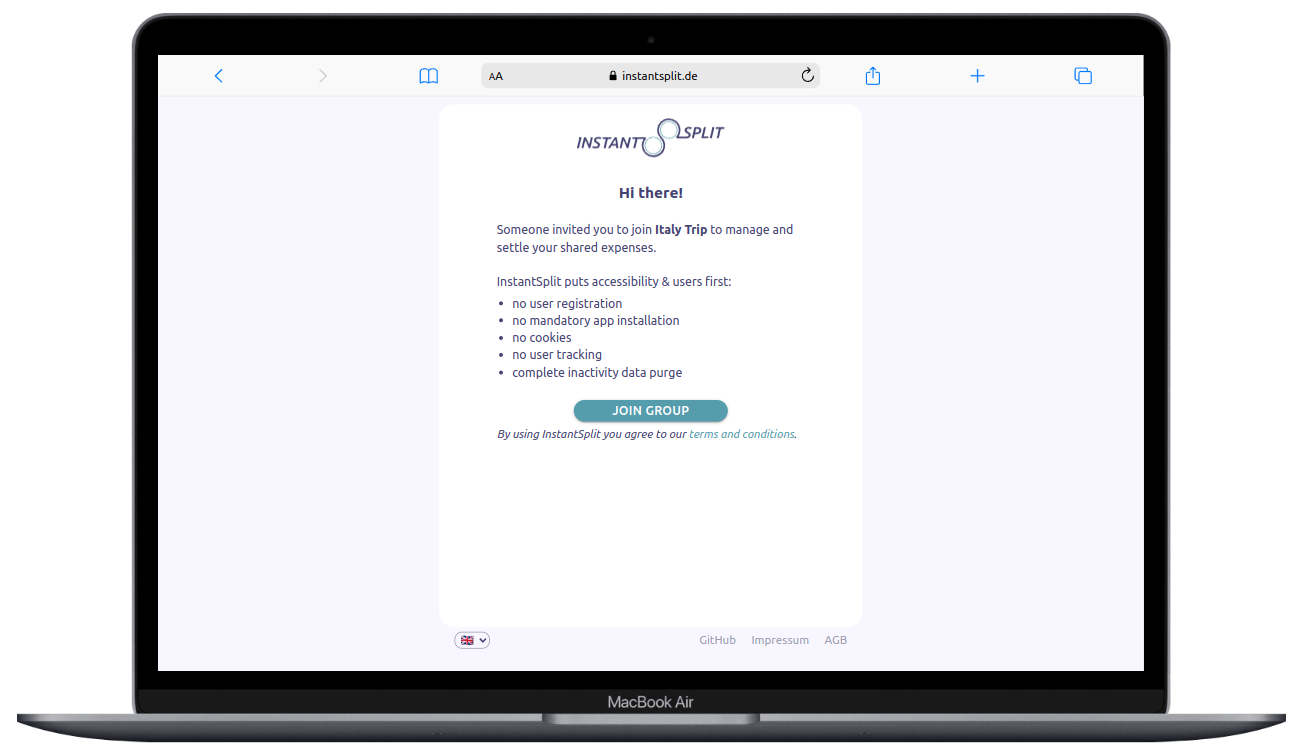 AA instantsplit.de
INSTANT SPLIT
Hi there!
Someone invited you to join Italy Trip to manage and
settle your shared expenses.
InstantSplit puts accessibility & users first:
• no user registration
• no mandatory app installation
• no cookies
• no user tracking
• complete inactivity data purge
JOIN GROUP
By using InstantSplit you agree to our terms and conditions.
GitHub Impressum AGB
MacBook Air